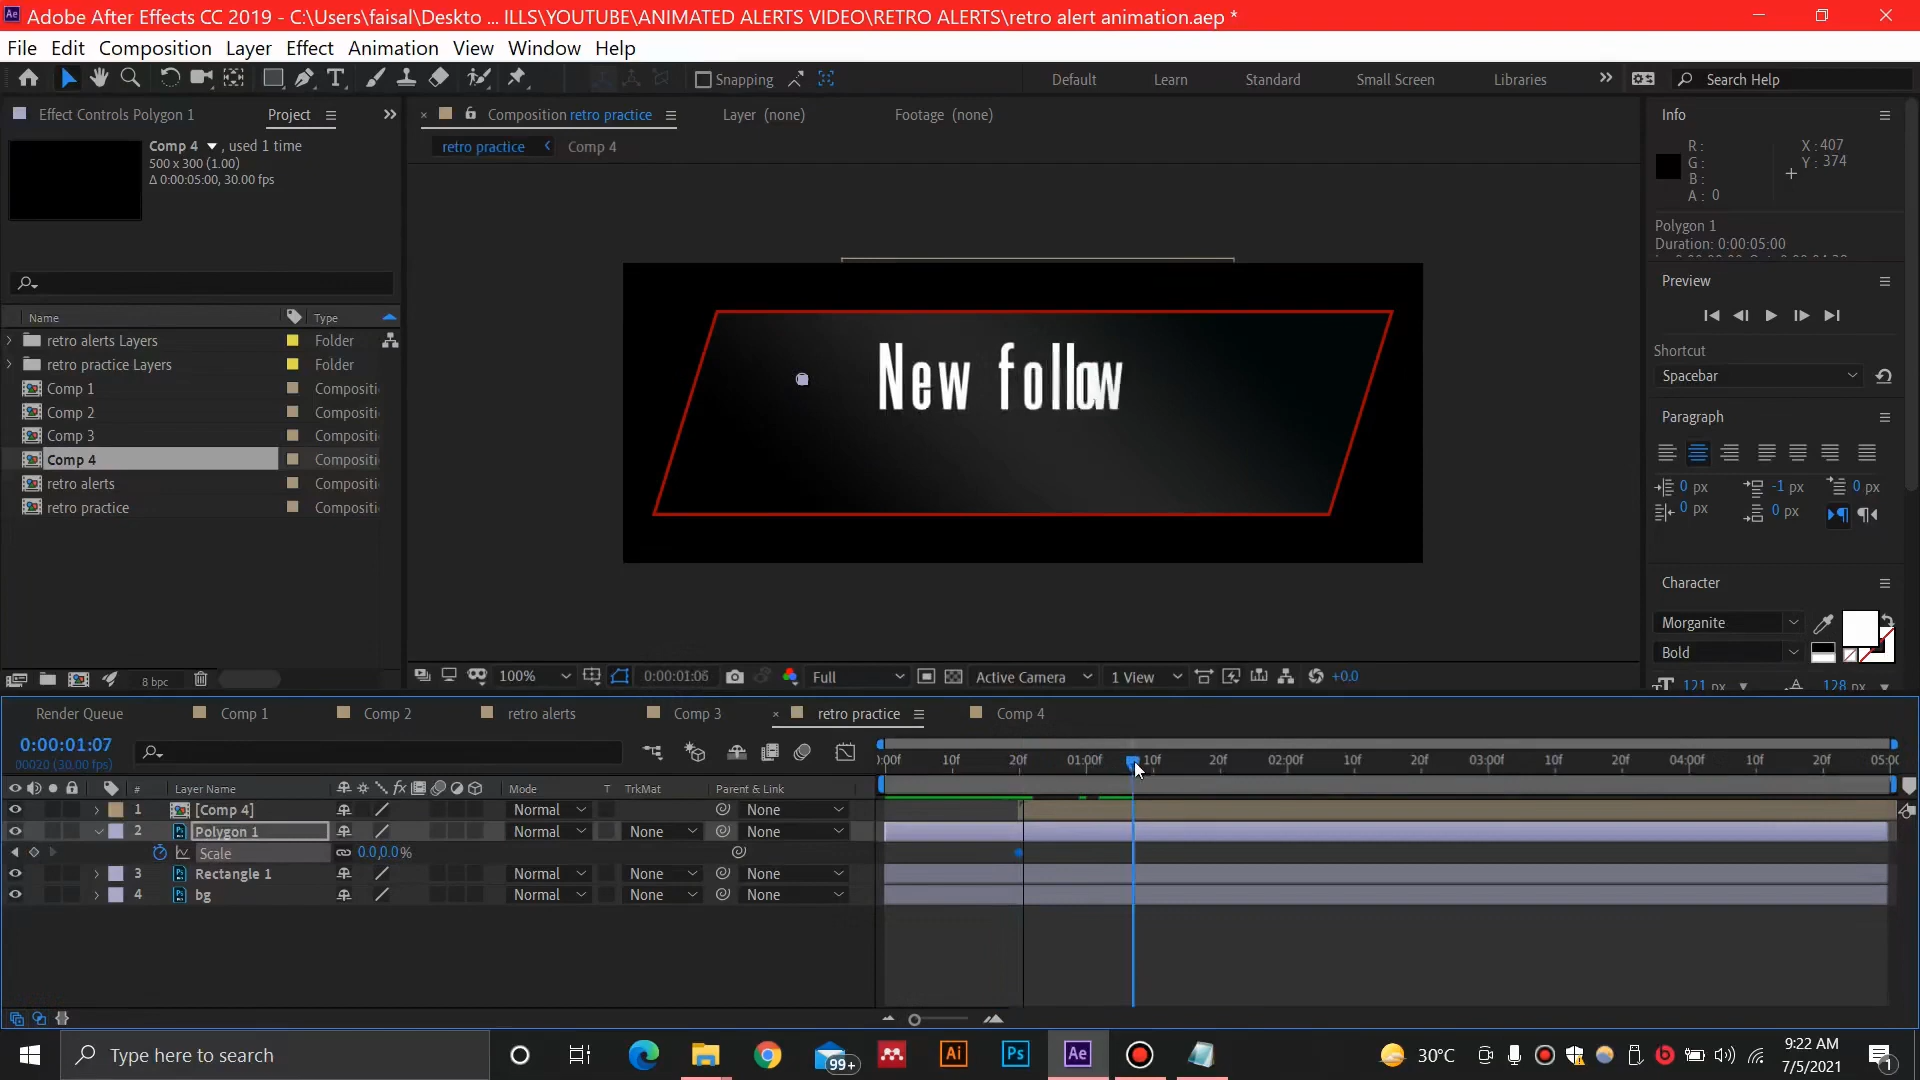 Adobe After Effects CC 2019 - C:\Users\faisal\Deskto ... ILLS\YOUTUBE\ANIMATED ALERTS VIDEO\RETRO ALERTS\retro alert animation.aep *
File Edit Composition Layer Effect Animation View Window Help
Snapping Default Learn Standard Small Screen Libraries Search Help
Effect Controls Polygon 1 Project Composition retro practice Layer (none) Footage (none) Info
Comp 4 , used 1 time
500 x 300 (1.00)
Δ 0:00:05:00, 30.00 fps
retro practice Comp 4
R: X: 407
G: Y: 374
B:
A: 0
Polygon 1
Duration: 0:00:05:00
Preview
Shortcut
Spacebar
Name Type
retro alerts Layers Folder
retro practice Layers Folder
Comp 1 Compositi
Comp 2 Compositi
Comp 3 Compositi
Comp 4 Compositi
retro alerts Compositi
retro practice Compositi
New follow
Paragraph
0 px -1 px 0 px
0 px 0 px
Character
Morganite
Bold
121 px 128 px
8 bpc
100% 0:00:01:06 Full Active Camera 1 View +0.0
Render Queue Comp 1 Comp 2 retro alerts Comp 3 retro practice Comp 4
0:00:01:07
00020 (30.00 fps)
:00f 10f 20f 01:00f 10f 20f 02:00f 10f 20f 03:00f 10f 20f 04:00f 10f 20f 05:00
# Layer Name Mode T TrkMat Parent & Link
1 [Comp 4] Normal None
2 Polygon 1 Normal None None
Scale 0.0,0.0%
3 Rectangle 1 Normal None None
4 bg Normal None None
Type here to search
99+
Ai Ps Ae
30°C
9:22 AM
7/5/2021
1